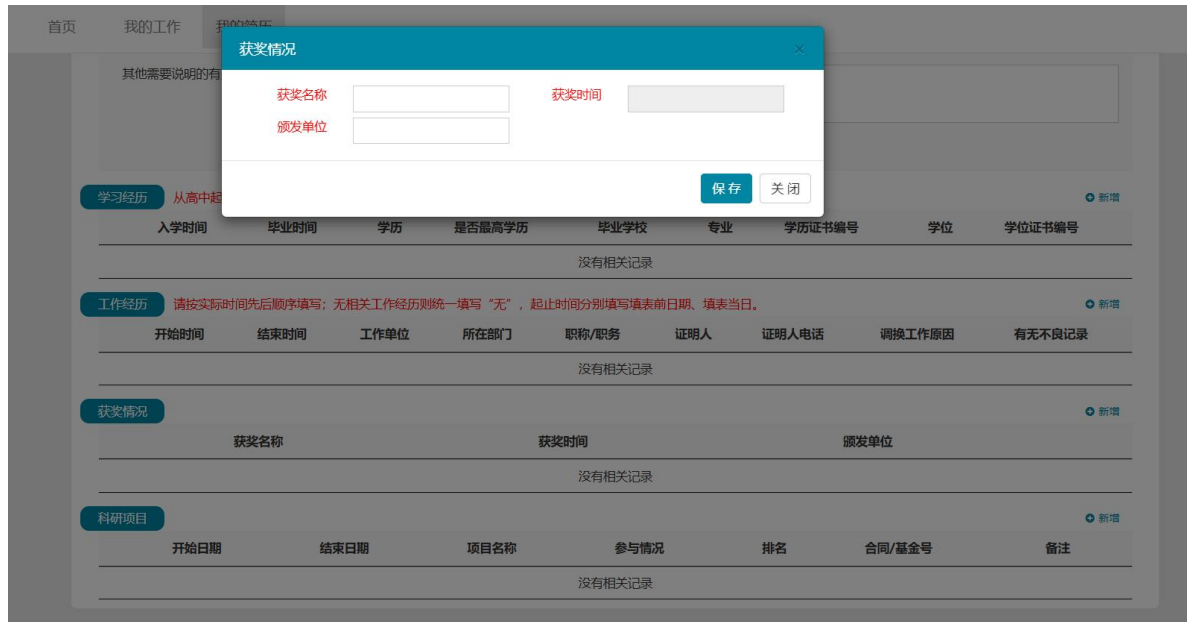 首页 我的工作 我的简历
获奖情况 ×
其他需要说明的有
获奖名称 获奖时间
颁发单位
保存 关闭
学习经历 从高中起 新增
入学时间 毕业时间 学历 是否最高学历 毕业学校 专业 学历证书编号 学位 学位证书编号
没有相关记录
工作经历 请按实际时间先后顺序填写；无相关工作经历则统一填写“无”，起止时间分别填写填表前日期、填表当日。 新增
开始时间 结束时间 工作单位 所在部门 职称/职务 证明人 证明人电话 调换工作原因 有无不良记录
没有相关记录
获奖情况 新增
获奖名称 获奖时间 颁发单位
没有相关记录
科研项目 新增
开始日期 结束日期 项目名称 参与情况 排名 合同/基金号 备注
没有相关记录